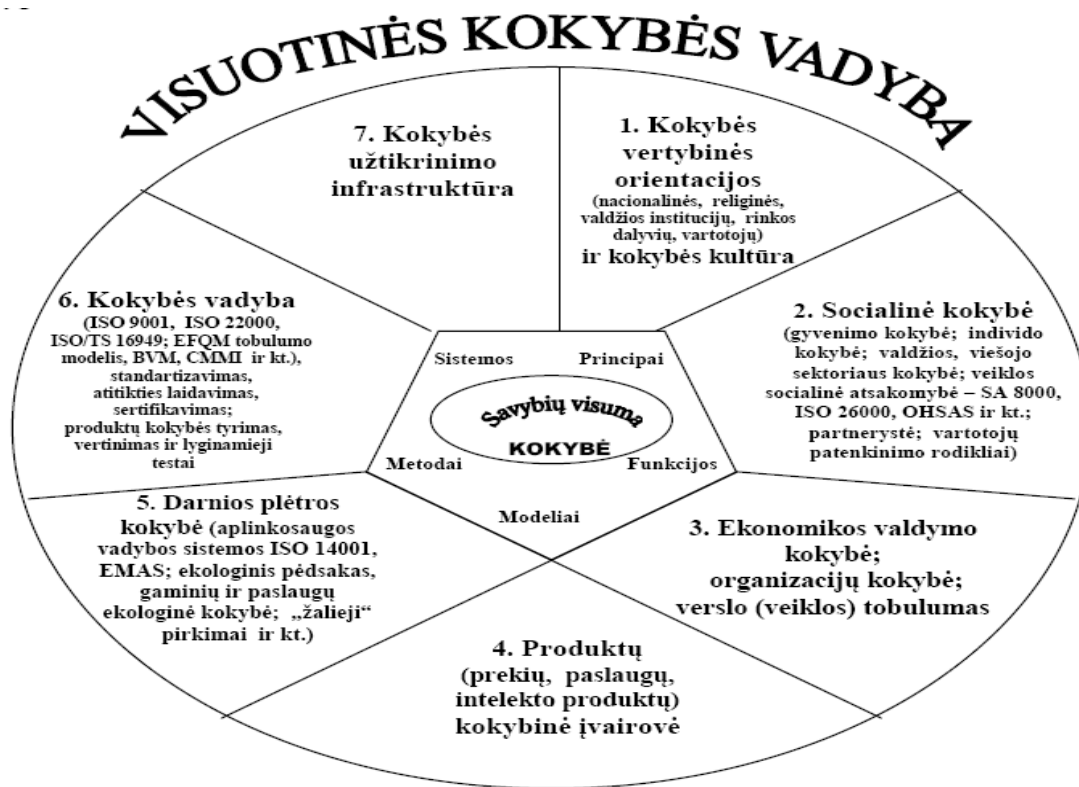 VISUOTINĖS KOKYBĖS VADYBA
7. Kokybės
užtikrinimo
infrastruktūra
1. Kokybės
vertybinės
orientacijos
(nacionalinės, religinės,
valdžios institucijų, rinkos
dalyvių, vartotojų)
ir kokybės kultūra
6. Kokybės vadyba
(ISO 9001, ISO 22000,
ISO/TS 16949; EFQM tobulumo
modelis, BVM, CMMI ir kt.),
standartizavimas,
atitikties laidavimas,
sertifikavimas;
produktų kokybės tyrimas,
vertinimas ir lyginamieji
testai
2. Socialinė kokybė
(gyvenimo kokybė; individo
kokybė; valdžios, viešojo
sektoriaus kokybė; veiklos
socialinė atsakomybė – SA 8000,
ISO 26000, OHSAS ir kt.;
partnerystė; vartotojų
patenkinimo rodikliai)
Sistemos
Principai
Savybių visuma
KOKYBĖ
Metodai
Funkcijos
Modeliai
5. Darnios plėtros
kokybė (aplinkosaugos
vadybos sistemos ISO 14001,
EMAS; ekologinis pėdsakas,
gaminių ir paslaugų
ekologinė kokybė; „žalieji“
pirkimai ir kt.)
3. Ekonomikos valdymo
kokybė;
organizacijų kokybė;
verslo (veiklos) tobulumas
4. Produktų
(prekių, paslaugų,
intelekto produktų)
kokybinė įvairovė